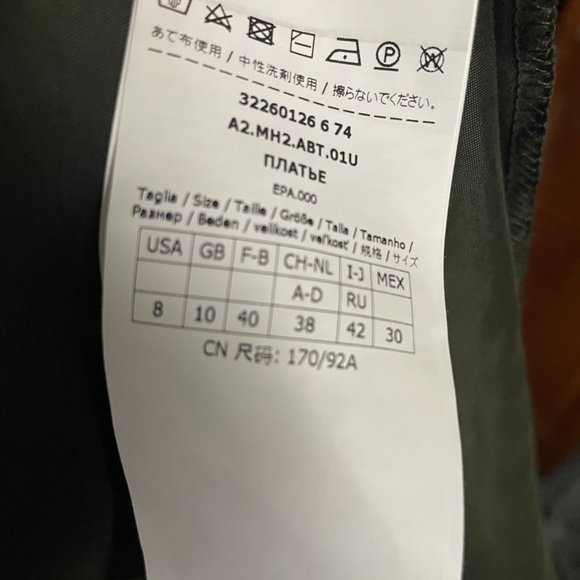 あて布使用 / 中性洗剤使用 / 擦らないでください。
32260126 6 74
A2.MH2.ABT.01U
ПЛАТЬЕ
EPA.000
Taglia / Size / Taille / Größe / Talla / Tamanho /
Размер / Beden / velikost / veľkosť / 规格 / サイズ
USA GB F-B CH-NL I-J MEX
A-D RU
8 10 40 38 42 30
CN 尺码: 170/92A